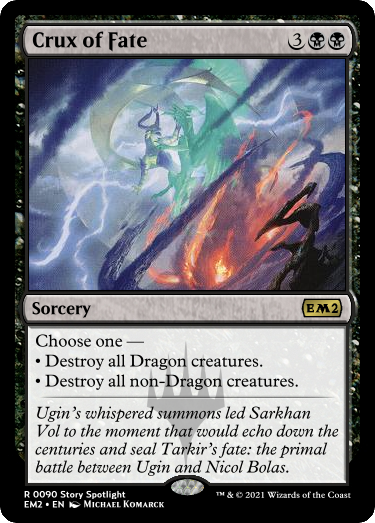 Crux of Fate 3
Sorcery EM2
Choose one —
• Destroy all Dragon creatures.
• Destroy all non-Dragon creatures.
Ugin's whispered summons led Sarkhan
Vol to the moment that would echo down the
centuries and seal Tarkir's fate: the primal
battle between Ugin and Nicol Bolas.
R 0090 Story Spotlight ™ & © 2021 Wizards of the Coast
EM2 • EN Michael Komarck